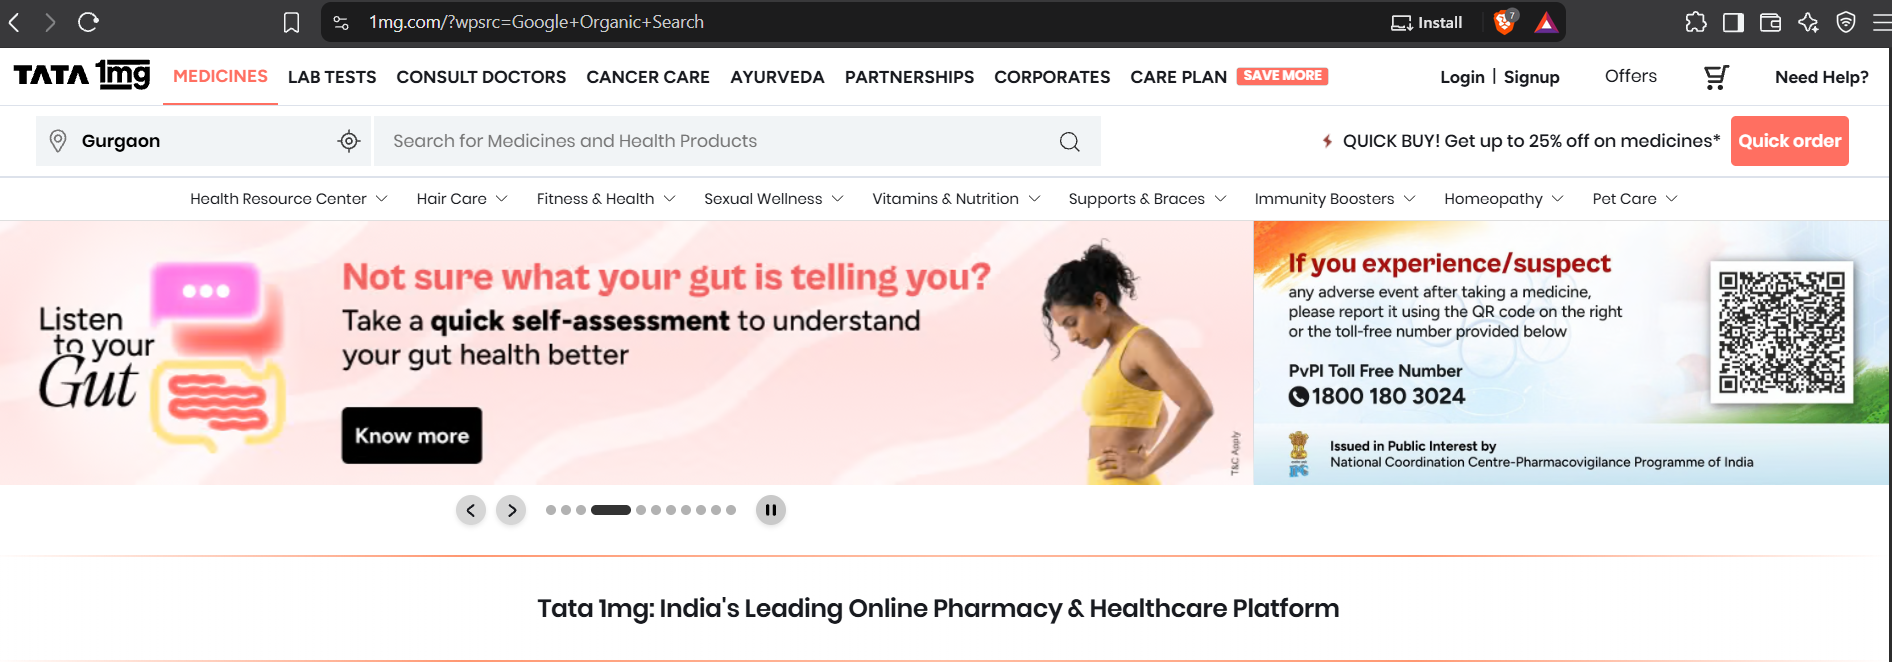 1mg.com/?wpsrc=Google+Organic+Search
Install
7
TATA 1mg
MEDICINES
LAB TESTS
CONSULT DOCTORS
CANCER CARE
AYURVEDA
PARTNERSHIPS
CORPORATES
CARE PLAN
SAVE MORE
Login | Signup
Offers
Need Help?
Gurgaon
Search for Medicines and Health Products
QUICK BUY! Get up to 25% off on medicines*
Quick order
Health Resource Center
Hair Care
Fitness & Health
Sexual Wellness
Vitamins & Nutrition
Supports & Braces
Immunity Boosters
Homeopathy
Pet Care
Listen
to your
Gut
Not sure what your gut is telling you?
Take a quick self-assessment to understand
your gut health better
Know more
T&C Apply
If you experience/suspect
any adverse event after taking a medicine,
please report it using the QR code on the right
or the toll-free number provided below
PvPI Toll Free Number
1800 180 3024
Issued in Public Interest by
National Coordination Centre-Pharmacovigilance Programme of India
Tata 1mg: India's Leading Online Pharmacy & Healthcare Platform